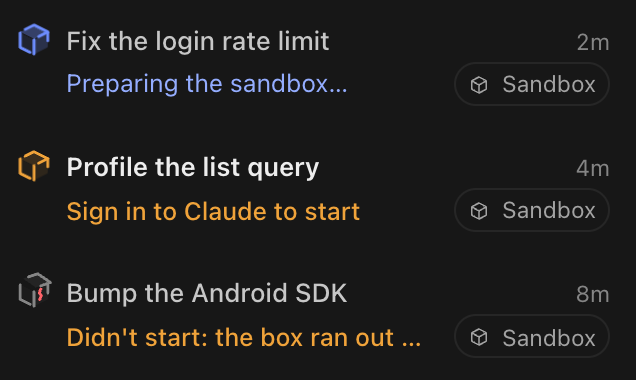 Fix the login rate limit 2m
Preparing the sandbox... Sandbox
Profile the list query 4m
Sign in to Claude to start Sandbox
Bump the Android SDK 8m
Didn't start: the box ran out ... Sandbox